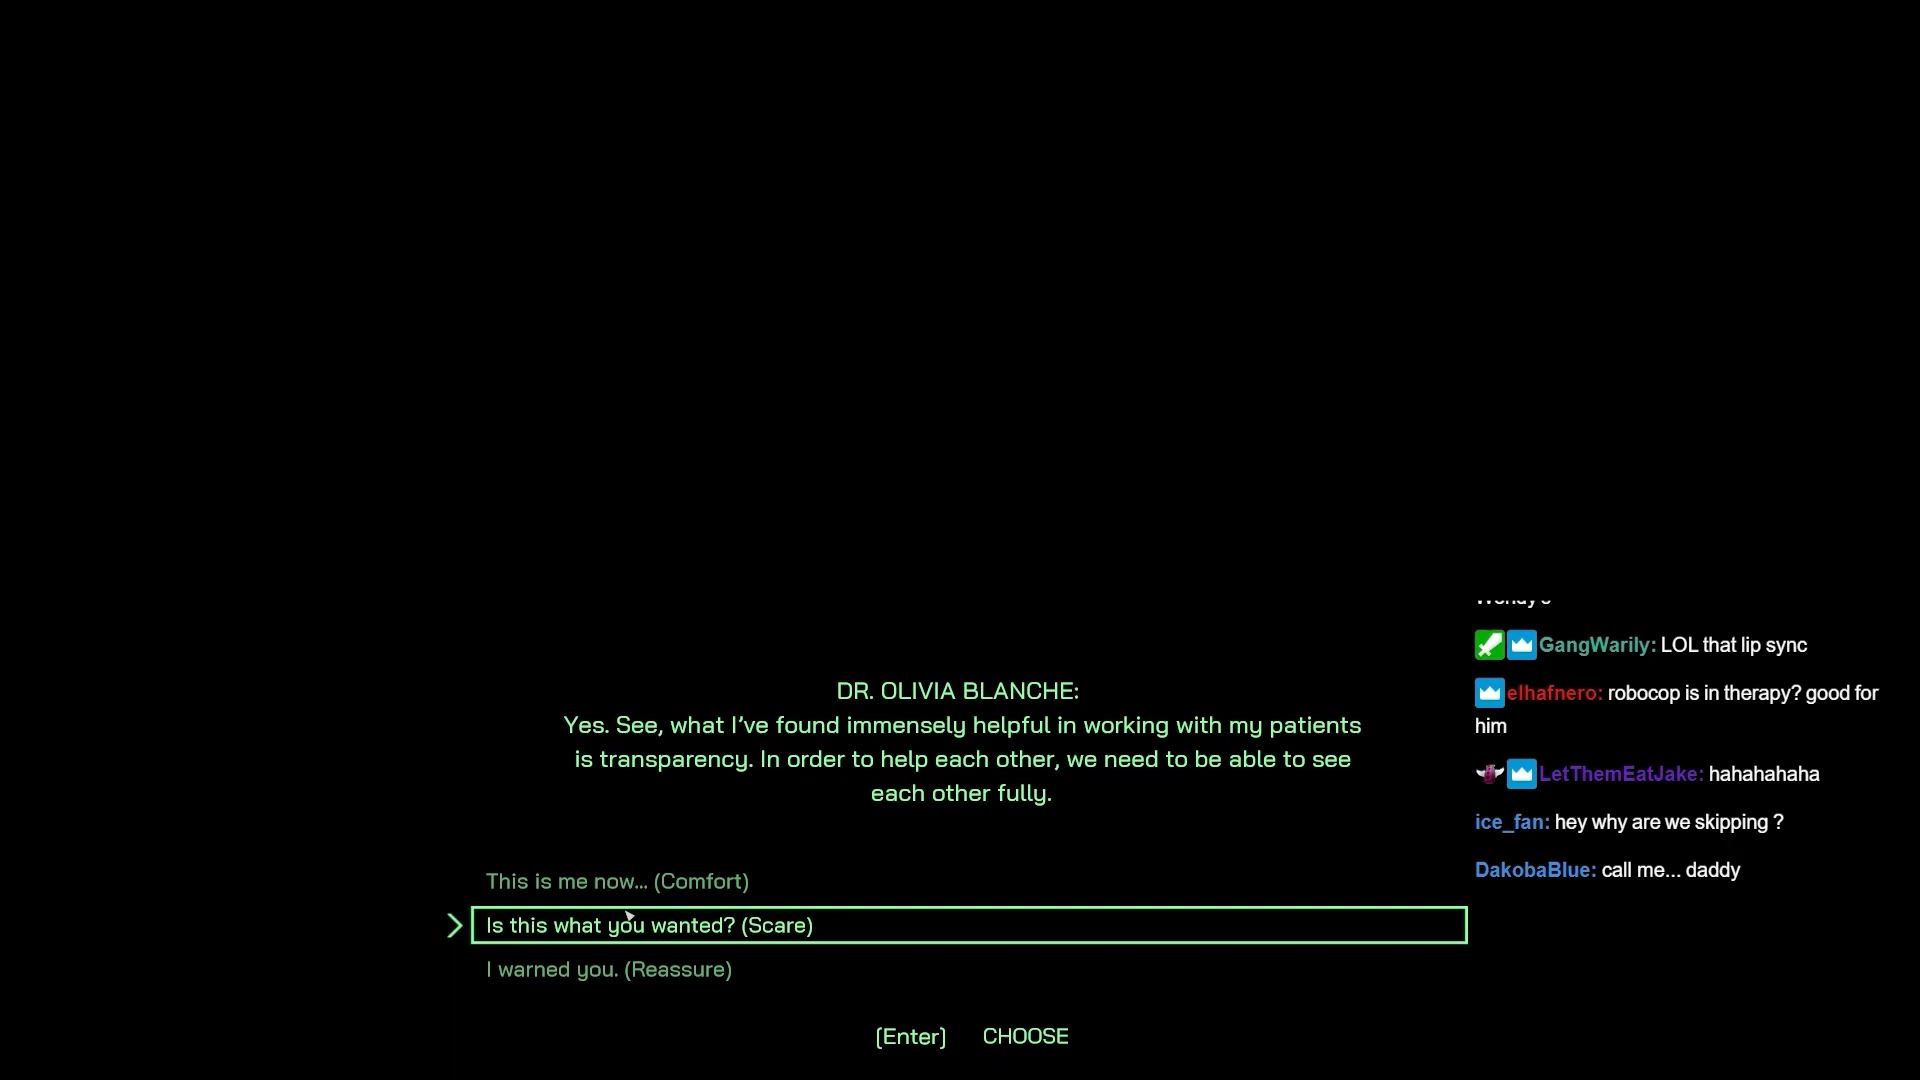 DR. OLIVIA BLANCHE:
Yes. See, what I’ve found immensely helpful in working with my patients
is transparency. In order to help each other, we need to be able to see
each other fully.
This is me now... (Comfort)
Is this what you wanted? (Scare)
I warned you. (Reassure)
(Enter) CHOOSE
GangWarily: LOL that lip sync
elhafnero: robocop is in therapy? good for
him
LetThemEatJake: hahahahaha
ice_fan: hey why are we skipping ?
DakobaBlue: call me... daddy